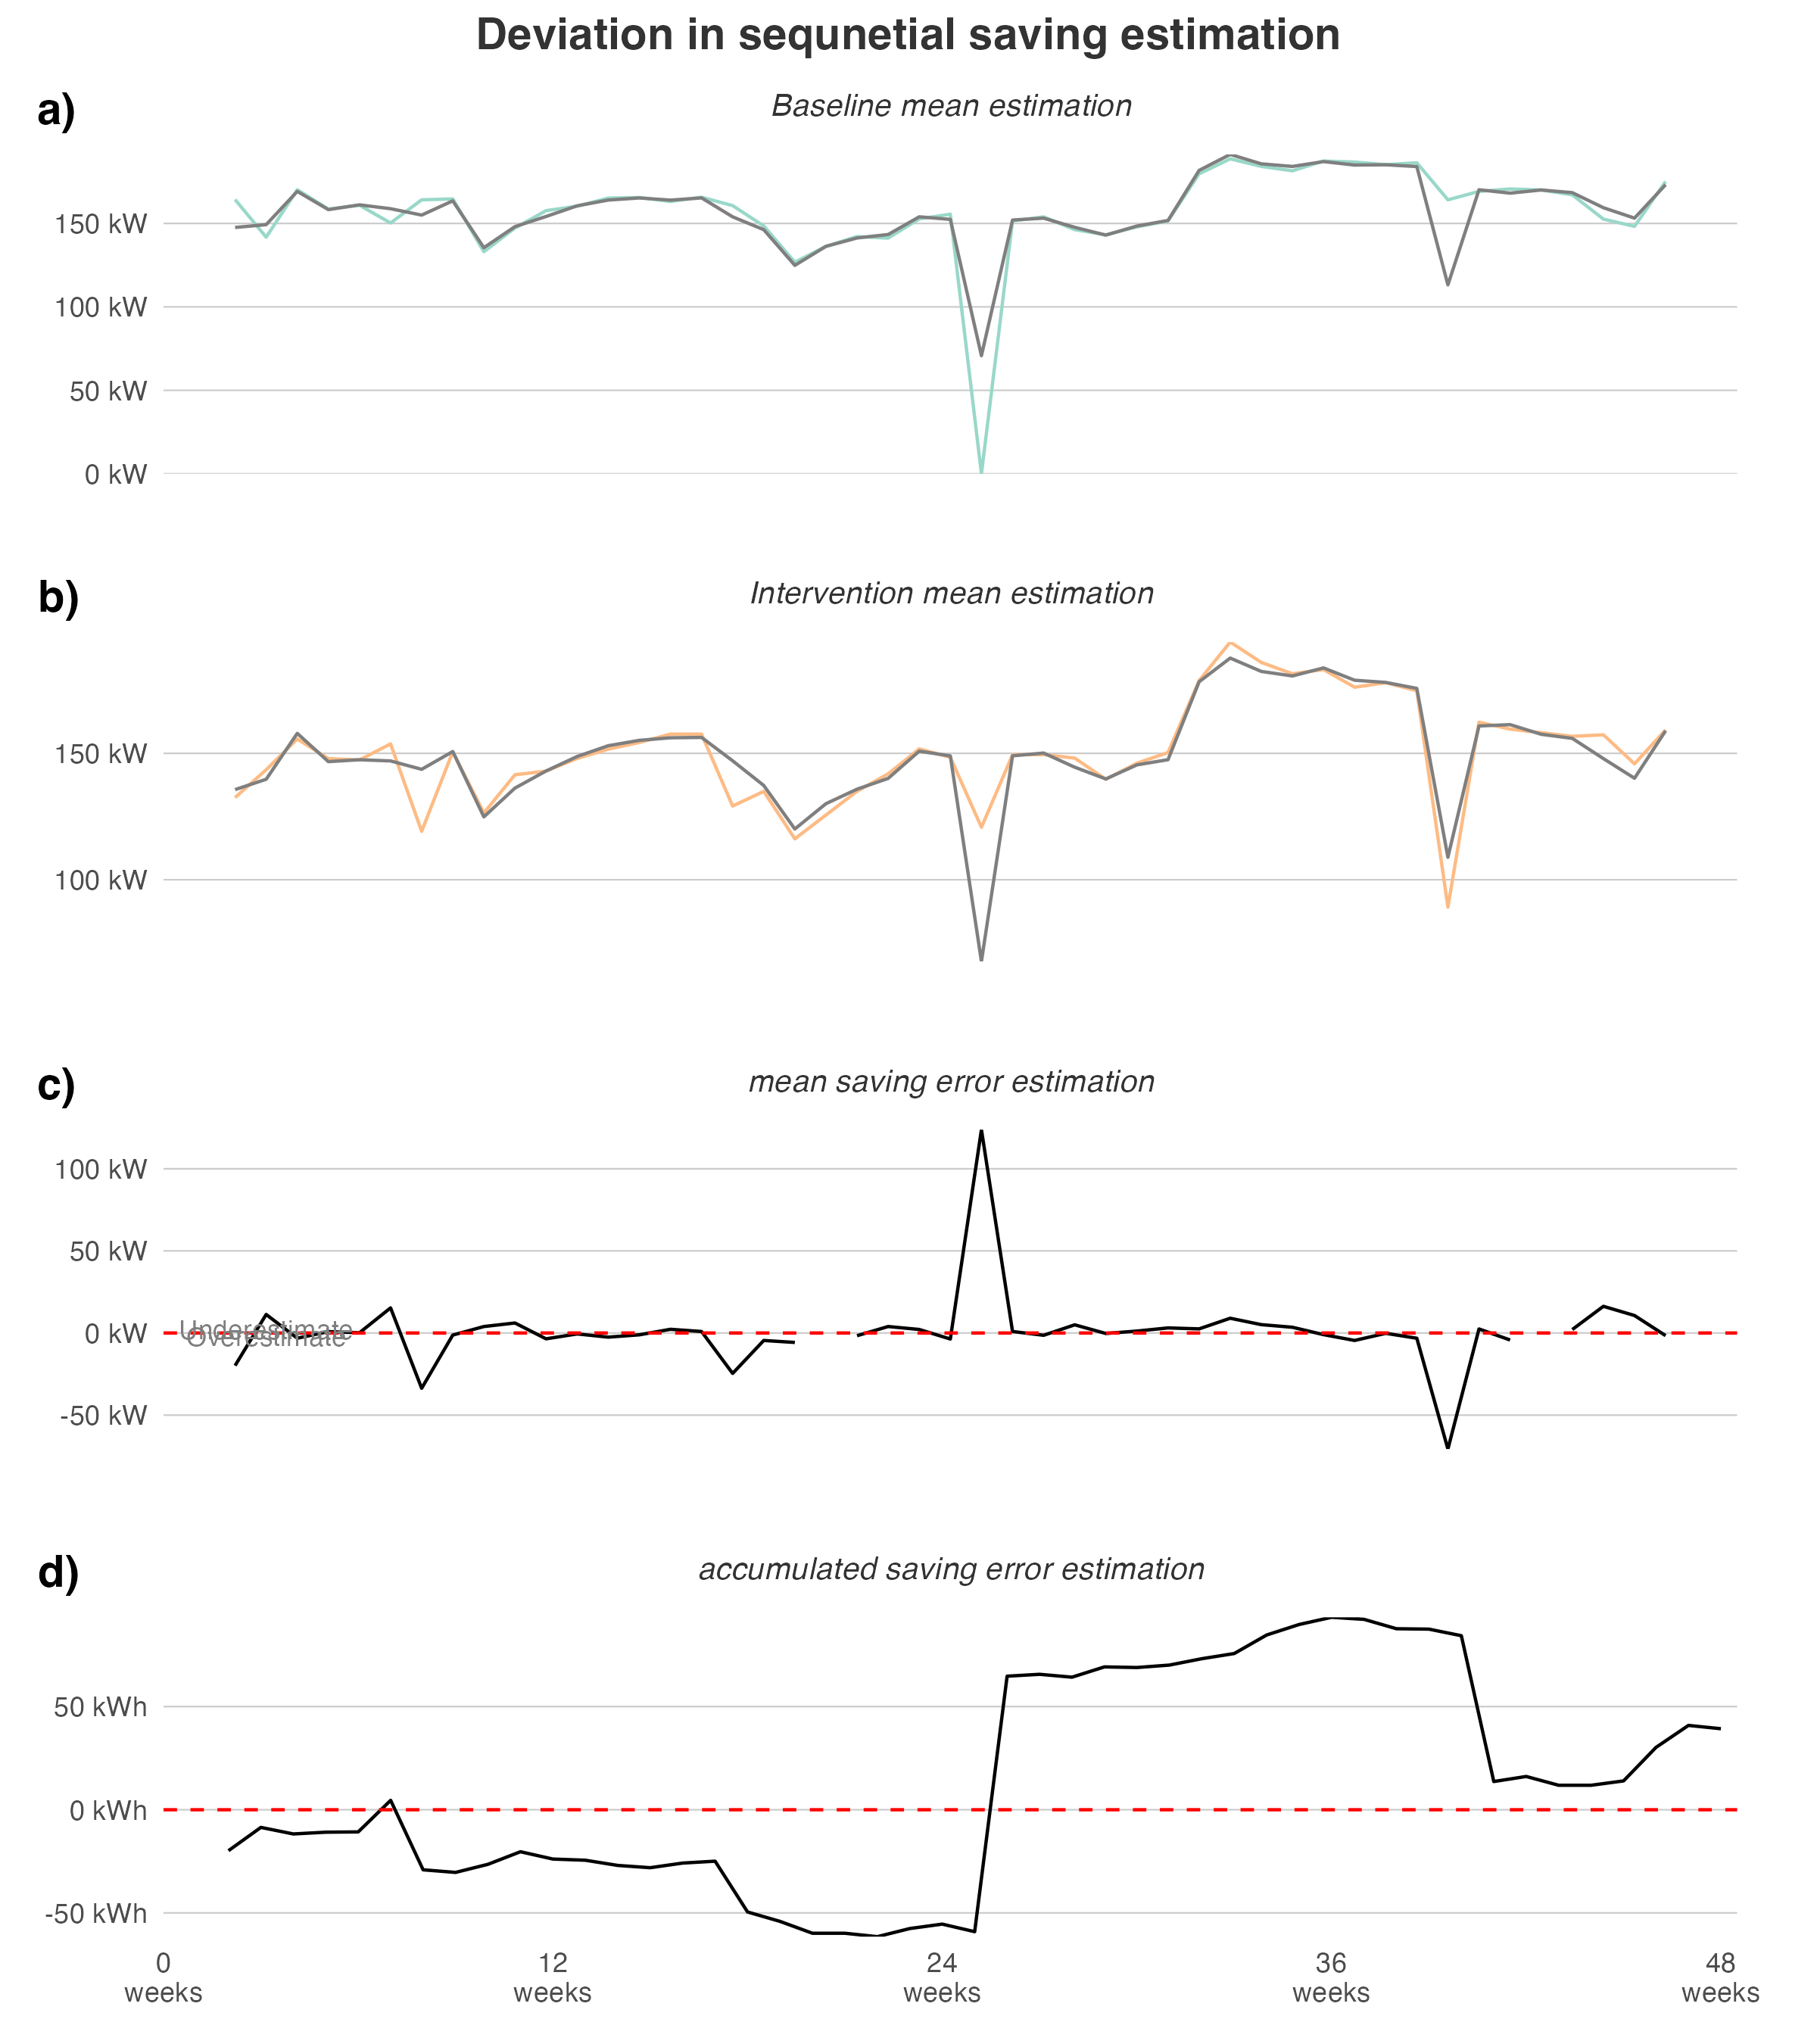 Deviation in sequnetial saving estimation
a)
Baseline mean estimation
150 kW
100 kW
50 kW
0 kW
b)
Intervention mean estimation
150 kW
100 kW
c)
mean saving error estimation
100 kW
50 kW
0 kW
-50 kW
Underestimate
Overestimate
d)
accumulated saving error estimation
50 kWh
0 kWh
-50 kWh
0 12 24 36 48
weeks weeks weeks weeks weeks